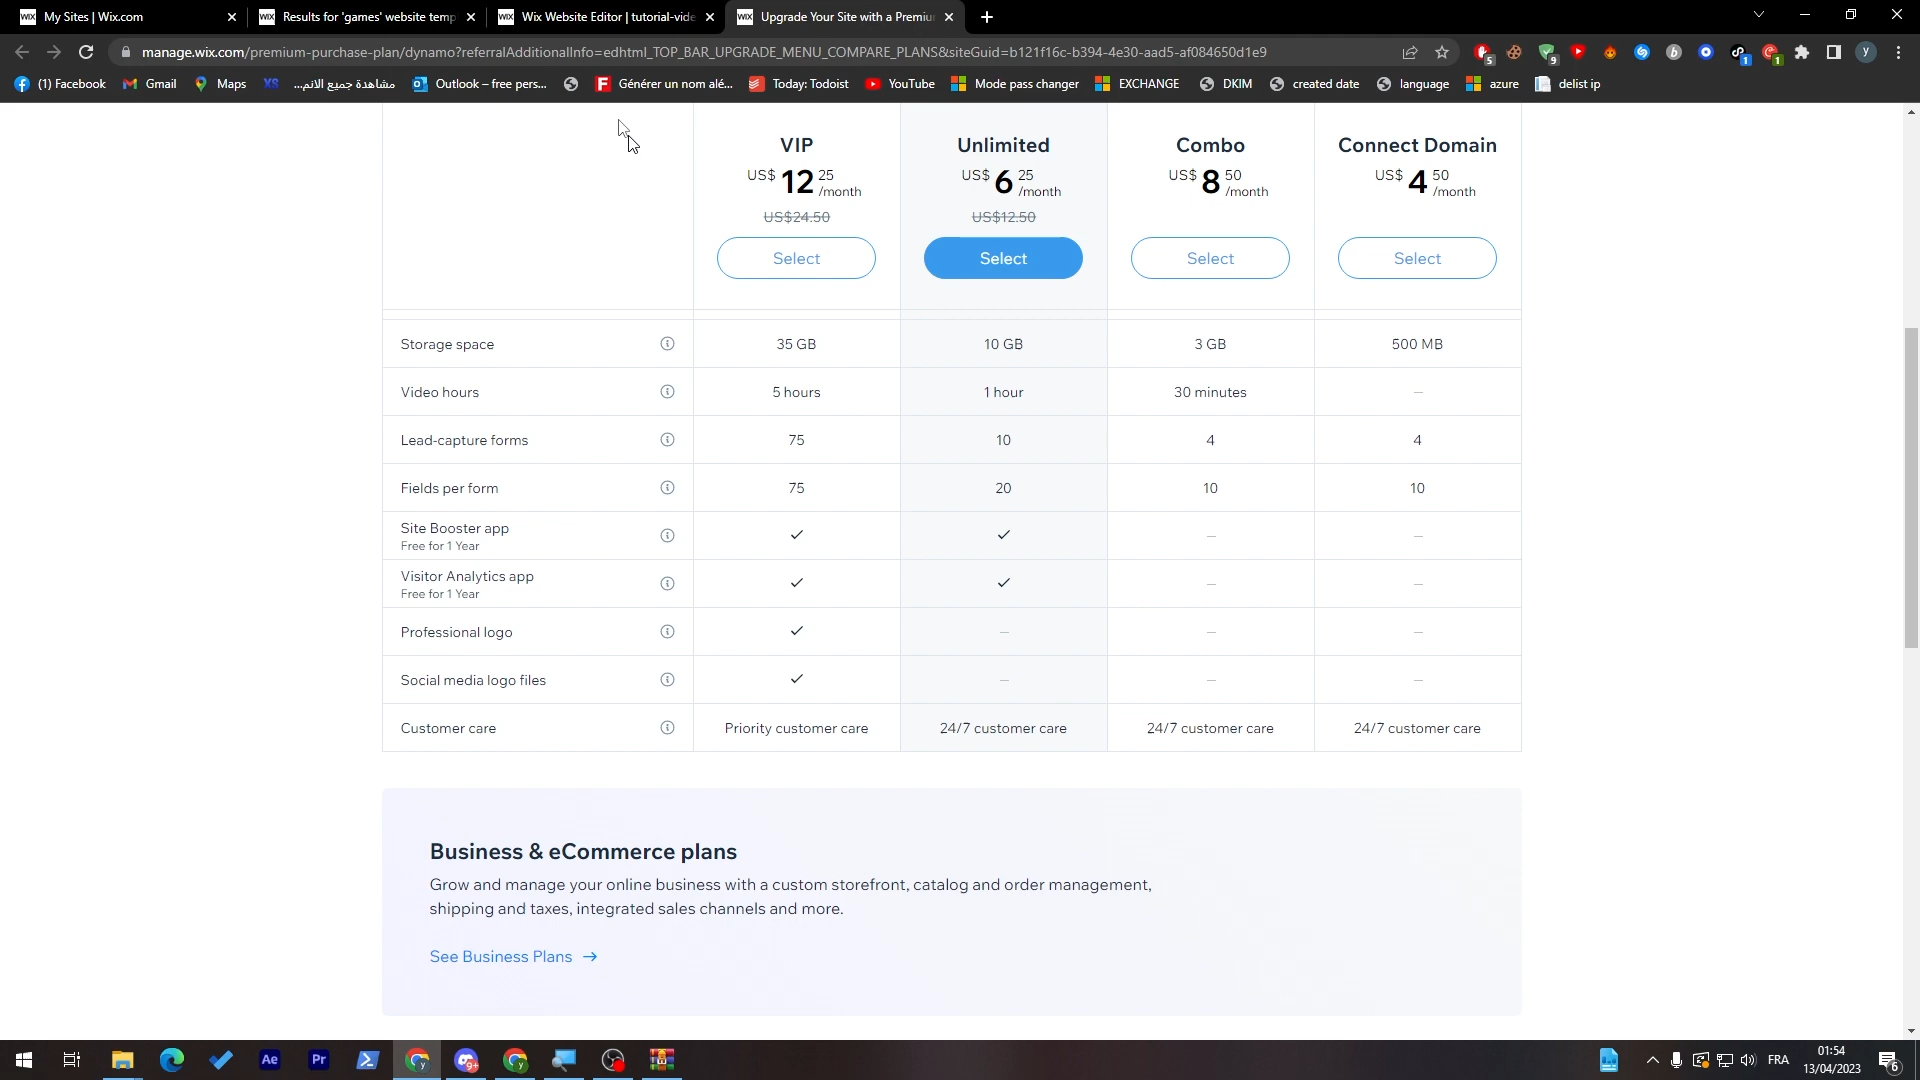 My Sites | Wix.com
Results for 'games' website temp
Wix Website Editor | tutorial-vide
Upgrade Your Site with a Premiu
manage.wix.com/premium-purchase-plan/dynamo?referralAdditionalInfo=edhtml_TOP_BAR_UPGRADE_MENU_COMPARE_PLANS&siteGuid=b121f16c-b394-4e30-aad5-af084650d1e9
(1) Facebook Gmail Maps XS مشاهدة جميع الانم... Outlook – free pers... Générer un nom alé... Today: Todoist YouTube Mode pass changer EXCHANGE DKIM created date language azure delist ip
VIP Unlimited Combo Connect Domain
US$ 12 25 /month US$ 6 25 /month US$ 8 50 /month US$ 4 50 /month
US$24.50 US$12.50
Select Select Select Select
Storage space 35 GB 10 GB 3 GB 500 MB
Video hours 5 hours 1 hour 30 minutes –
Lead-capture forms 75 10 4 4
Fields per form 75 20 10 10
Site Booster app ✓ ✓ – –
Free for 1 Year
Visitor Analytics app ✓ ✓ – –
Free for 1 Year
Professional logo ✓ – – –
Social media logo files ✓ – – –
Customer care Priority customer care 24/7 customer care 24/7 customer care 24/7 customer care
Business & eCommerce plans
Grow and manage your online business with a custom storefront, catalog and order management,
shipping and taxes, integrated sales channels and more.
See Business Plans →
Ae Pr FRA 01:54
13/04/2023 6